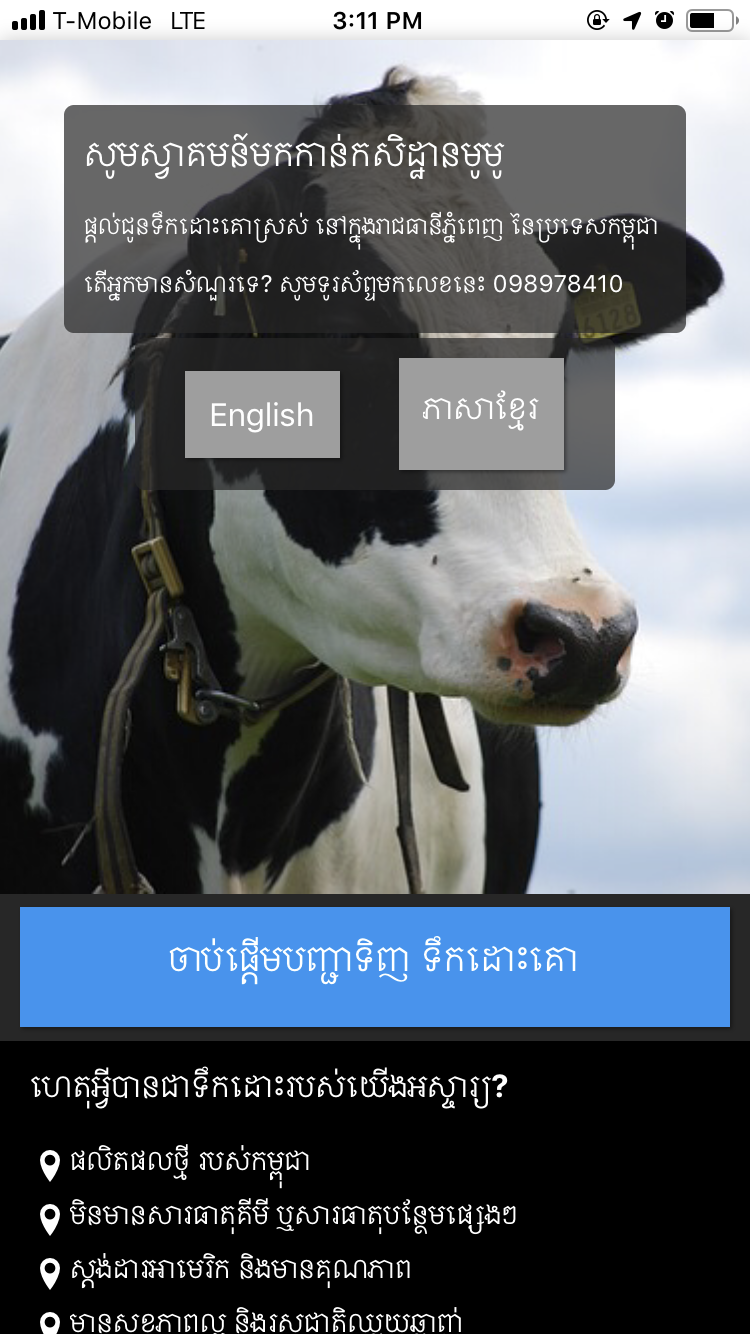 T-Mobile LTE 3:11 PM
សូមស្វាគមន៍មកកាន់កសិដ្ឋានមូមូ
ផ្តល់ជូនទឹកដោះគោស្រស់ នៅក្នុងរាជធានីភ្នំពេញ នៃប្រទេសកម្ពុជា
តើអ្នកមានសំណួរទេ? សូមទូរស័ព្ទមកលេខនេះ 098978410
6128
English
ភាសាខ្មែរ
ចាប់ផ្តើមបញ្ជាទិញ ទឹកដោះគោ
ហេតុអ្វីបានជាទឹកដោះរបស់យើងអស្ចារ្យ?
ផលិតផលថ្មី របស់កម្ពុជា
មិនមានសារធាតុគីមី ឬសារធាតុបន្ថែមផ្សេងៗ
ស្តង់ដារអាមេរិក និងមានគុណភាព
មានសុខភាពល្អ និងរសជាតិឈ្ងុយឆ្ងាញ់